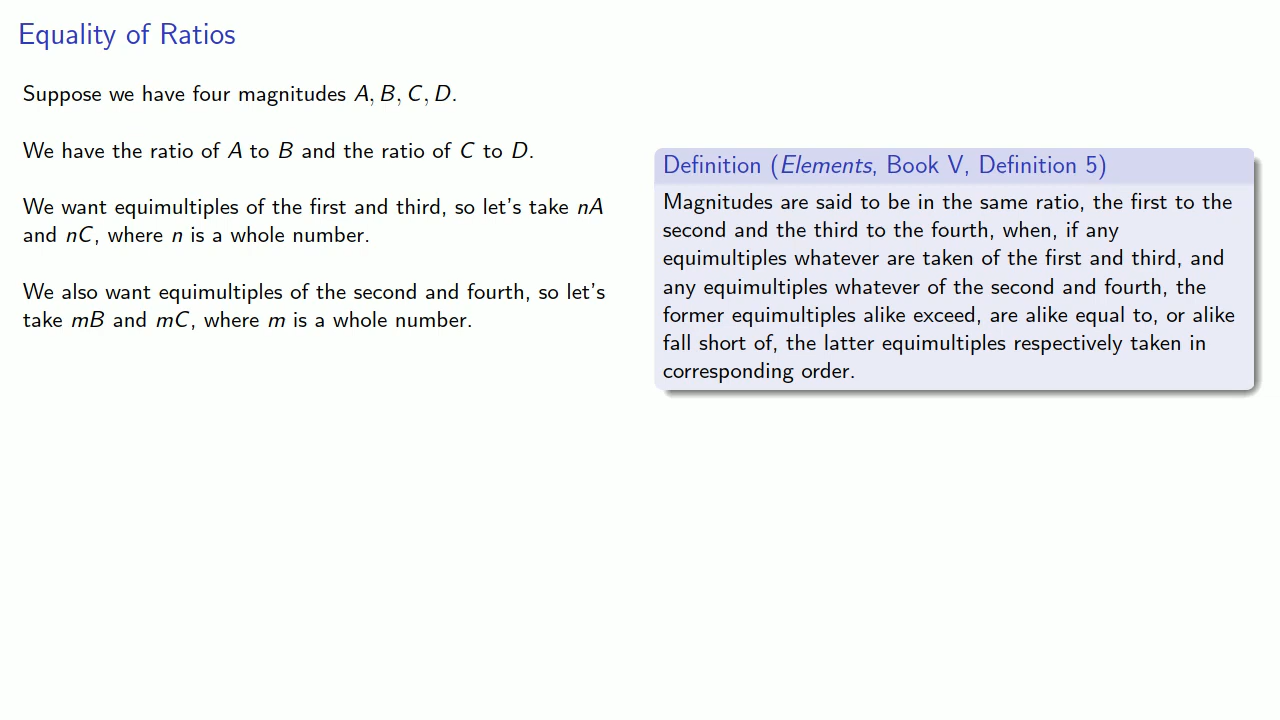 Equality of Ratios
Suppose we have four magnitudes A, B, C, D.
We have the ratio of A to B and the ratio of C to D.
We want equimultiples of the first and third, so let's take nA
and nC, where n is a whole number.
We also want equimultiples of the second and fourth, so let's
take mB and mC, where m is a whole number.
Definition (Elements, Book V, Definition 5)
Magnitudes are said to be in the same ratio, the first to the
second and the third to the fourth, when, if any
equimultiples whatever are taken of the first and third, and
any equimultiples whatever of the second and fourth, the
former equimultiples alike exceed, are alike equal to, or alike
fall short of, the latter equimultiples respectively taken in
corresponding order.